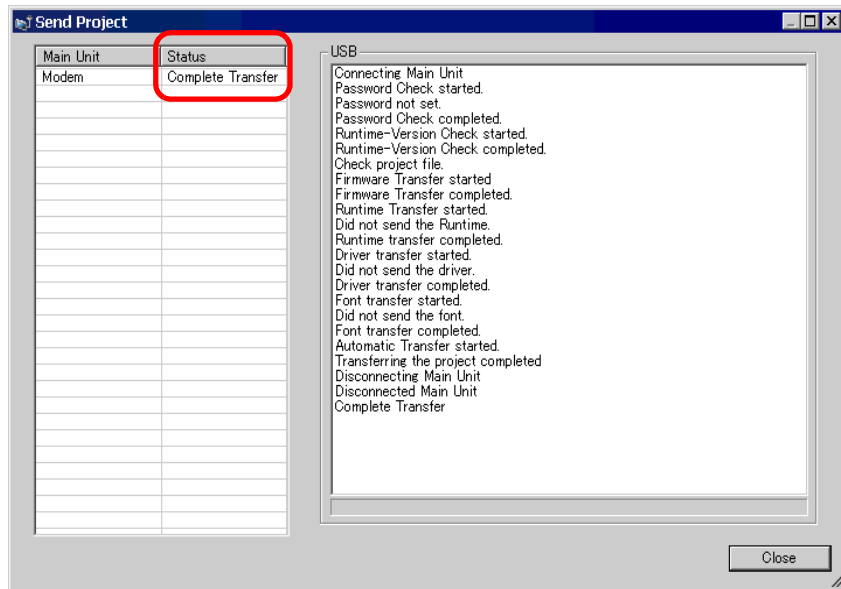 Send Project
Main Unit Status
Modem Complete Transfer
USB
Connecting Main Unit
Password Check started.
Password not set.
Password Check completed.
Runtime-Version Check started.
Runtime-Version Check completed.
Check project file.
Firmware Transfer started
Firmware Transfer completed.
Runtime Transfer started.
Did not send the Runtime.
Runtime transfer completed.
Driver transfer started.
Did not send the driver.
Driver transfer completed.
Font transfer started.
Did not send the font.
Font transfer completed.
Automatic Transfer started.
Transferring the project completed
Disconnecting Main Unit
Disconnected Main Unit
Complete Transfer
Close